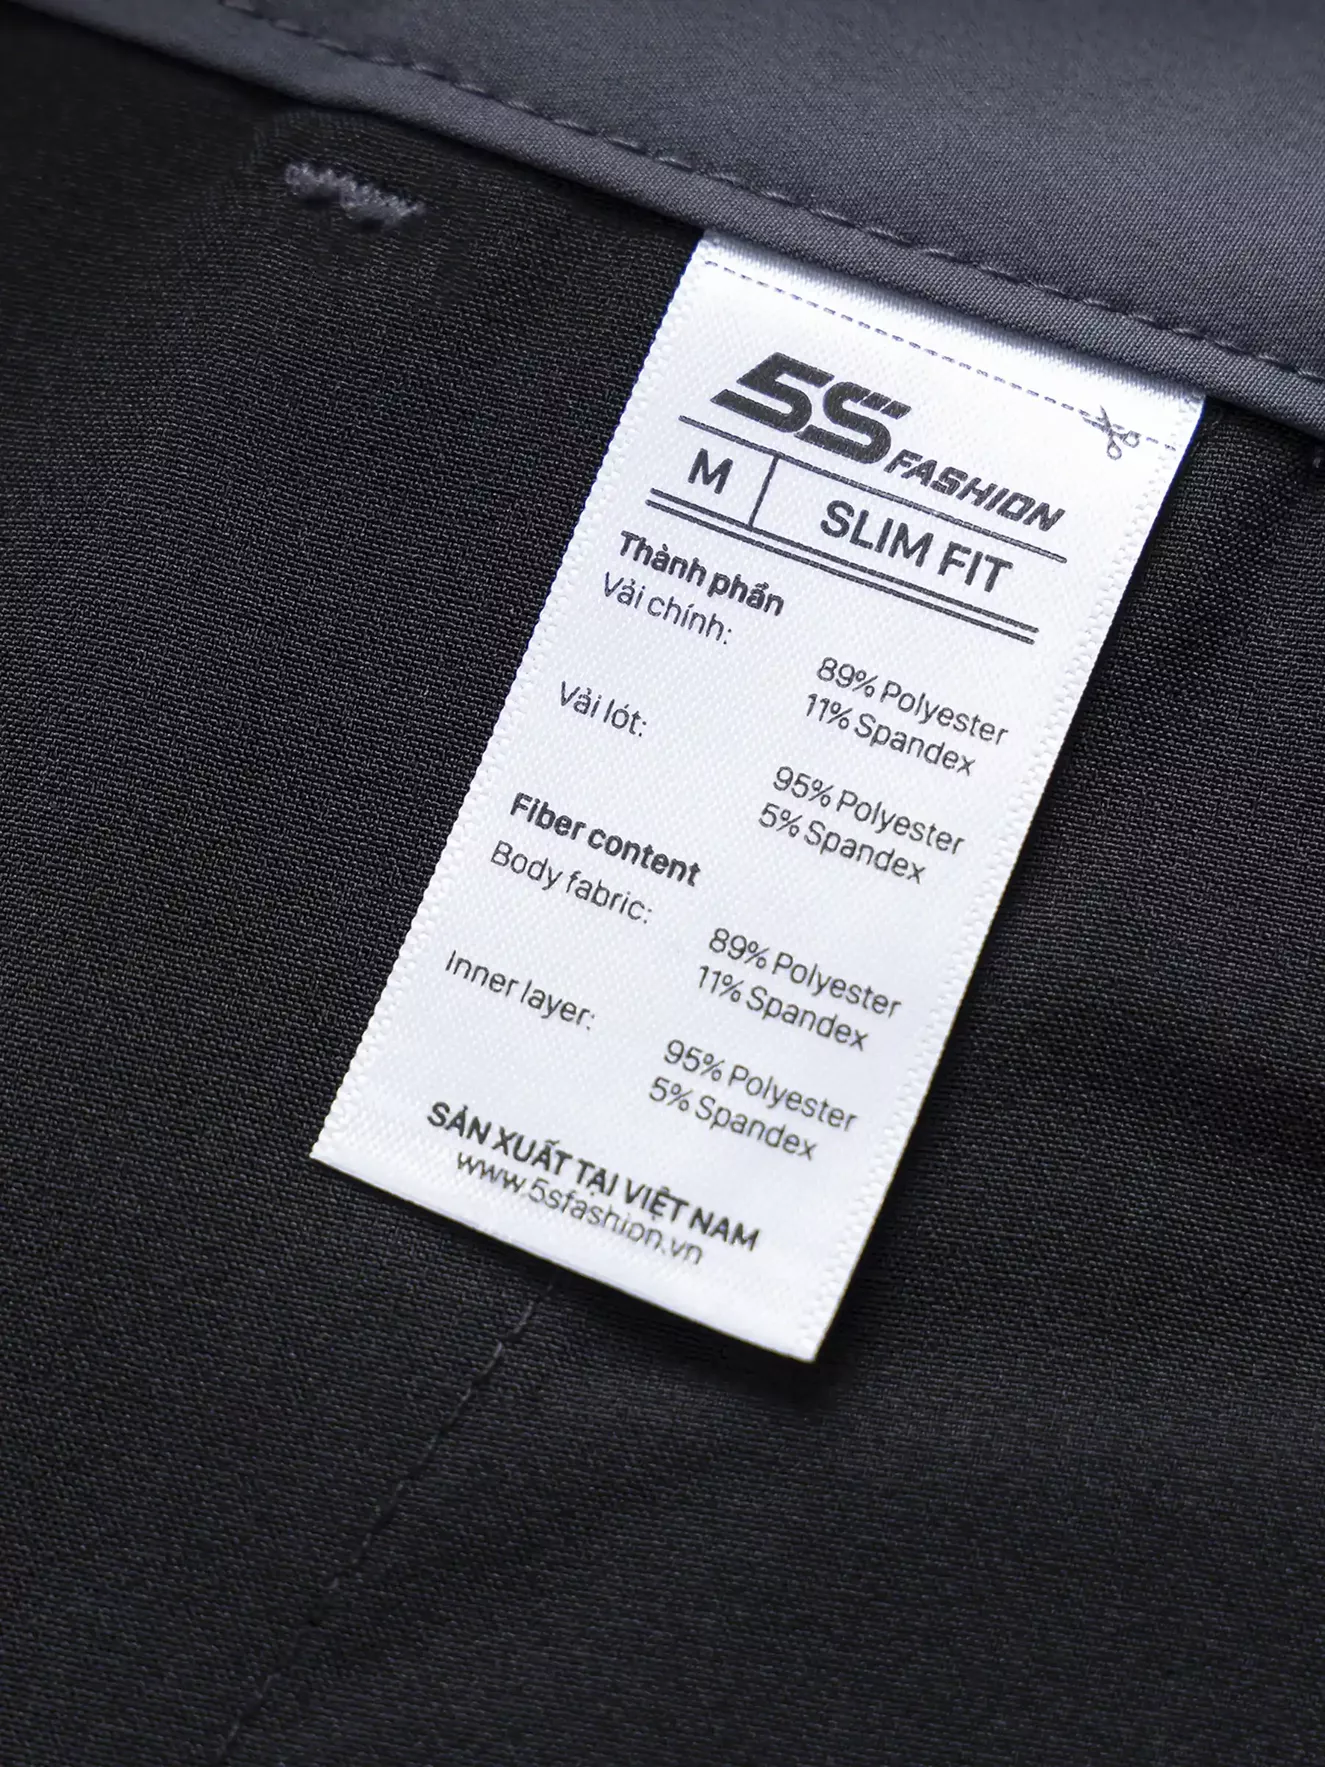 5S FASHION
M SLIM FIT
Thành phần
Vải chính:
89% Polyester
11% Spandex
Vải lót:
95% Polyester
5% Spandex
Fiber content
Body fabric:
89% Polyester
11% Spandex
Inner layer:
95% Polyester
5% Spandex
SẢN XUẤT TẠI VIỆT NAM
www.5sfashion.vn